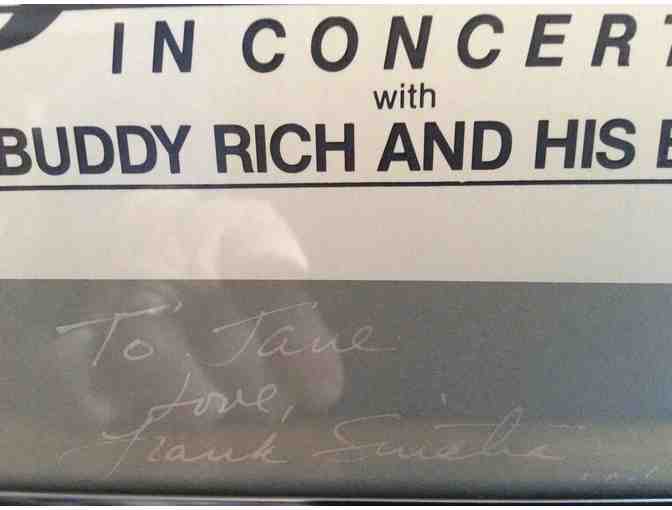 IN CONCERT
with
BUDDY RICH AND HIS
To Jane
Love,
Frank Sinatra